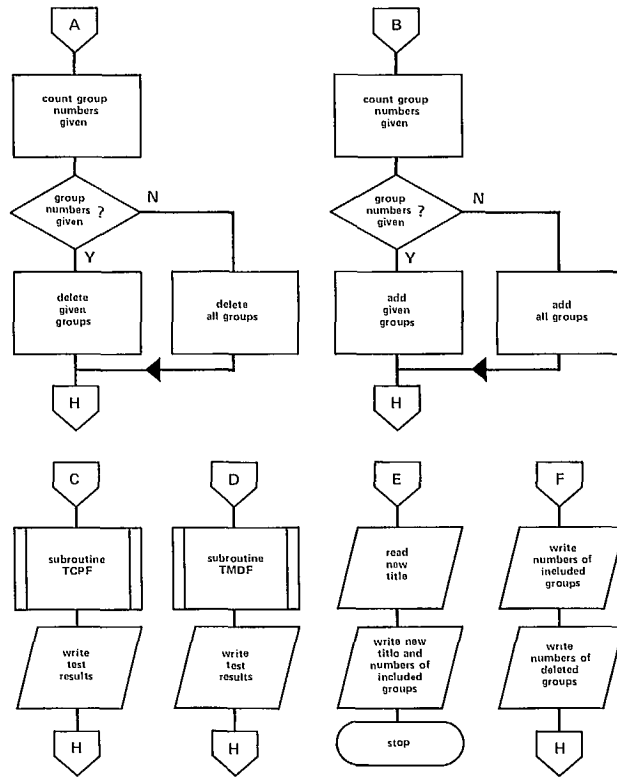 A
count group
numbers
given
group
numbers ?
given
N
Y
delete
given
groups
delete
all groups
H
B
count group
numbers
given
group
numbers ?
given
N
Y
add
given
groups
add
all groups
H
C
subroutine
TCPF
write
test
results
H
D
subroutine
TMDF
write
test
results
H
E
read
new
title
write new
title and
numbers of
included
groups
stop
F
write
numbers of
included
groups
write
numbers of
deleted
groups
H